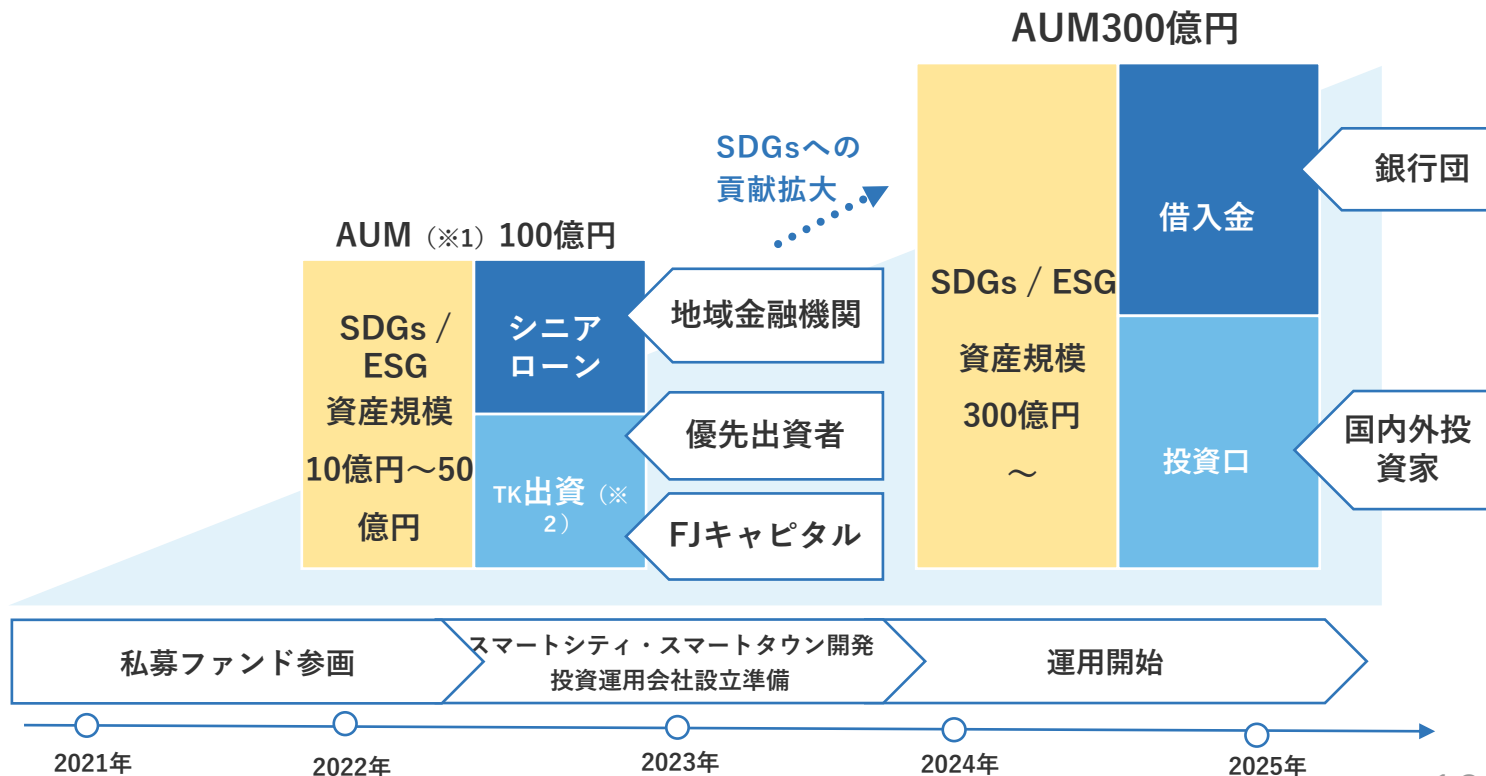 AUM300億円
SDGsへの
貢献拡大
銀行団
借入金
AUM（※1）100億円
SDGs / ESG
資産規模
300億円
～
投資口
国内外投
資家
SDGs /
ESG
資産規模
10億円～50
億円
シニア
ローン
TK出資（※
2）
地域金融機関
優先出資者
FJキャピタル
私募ファンド参画
スマートシティ・スマートタウン開発
投資運用会社設立準備
運用開始
2021年
2022年
2023年
2024年
2025年